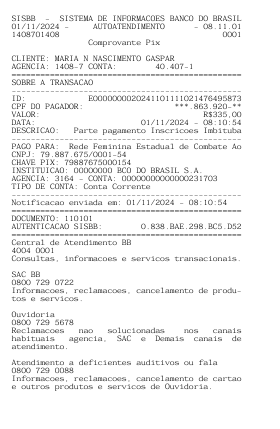 SISBB - SISTEMA DE INFORMACOES BANCO DO BRASIL
01/11/2024 - AUTOATENDIMENTO - 08.11.01
1408701408 0001
Comprovante Pix
CLIENTE: MARIA N NASCIMENTO GASPAR
AGENCIA: 1408-7 CONTA: 40.407-1
SOBRE A TRANSACAO
ID: E0000000020241101111021476495873
CPF DO PAGADOR: ***.863.920-**
VALOR: R$335,00
DATA: 01/11/2024 - 08:10:54
DESCRICAO: Parte pagamento Inscricoes Imbituba
PAGO PARA: Rede Feminina Estadual de Combate Ao
CNPJ: 79.887.675/0001-54
CHAVE PIX: 79887675000154
INSTITUICAO: 00000000 BCO DO BRASIL S.A.
AGENCIA: 3164 - CONTA: 00000000000000231703
TIPO DE CONTA: Conta Corrente
Notificacao enviada em: 01/11/2024 - 08:10:54
DOCUMENTO: 110101
AUTENTICACAO SISBB: 0.838.BAE.298.BC5.D52
Central de Atendimento BB
4004 0001
Consultas, informacoes e servicos transacionais.
SAC BB
0800 729 0722
Informacoes, reclamacoes, cancelamento de produ-
tos e servicos.
Ouvidoria
0800 729 5678
Reclamacoes nao solucionadas nos canais
habituais agencia, SAC e Demais canais de
atendimento.
Atendimento a deficientes auditivos ou fala
0800 729 0088
Informacoes, reclamacoes, cancelamento de cartao
e outros produtos e servicos de Ouvidoria.